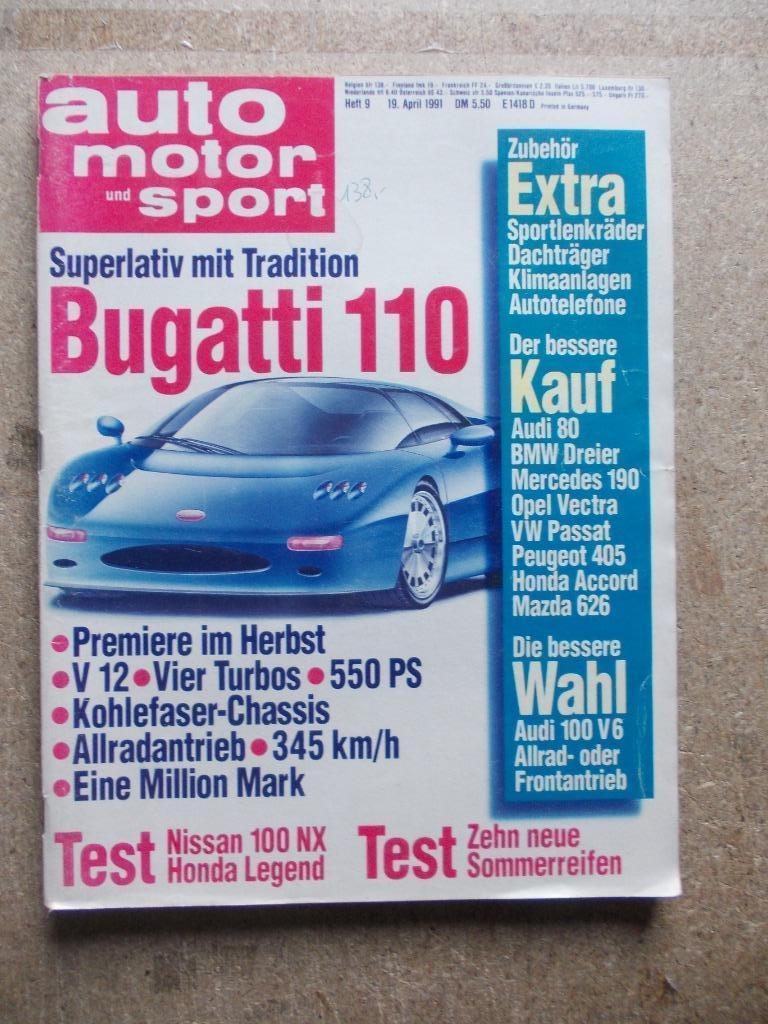 auto
motor
und sport
Heft 9 19. April 1991 DM 5.50 E 1418 D Printed in Germany
138,-
Superlativ mit Tradition
Bugatti 110
Premiere im Herbst
V 12 • Vier Turbos • 550 PS
Kohlefaser-Chassis
Allradantrieb • 345 km/h
Eine Million Mark
Test Nissan 100 NX
Honda Legend
Test Zehn neue
Sommerreifen
Zubehör
Extra
Sportlenkräder
Dachträger
Klimaanlagen
Autotelefone
Der bessere
Kauf
Audi 80
BMW Dreier
Mercedes 190
Opel Vectra
VW Passat
Peugeot 405
Honda Accord
Mazda 626
Die bessere
Wahl
Audi 100 V6
Allrad- oder
Frontantrieb